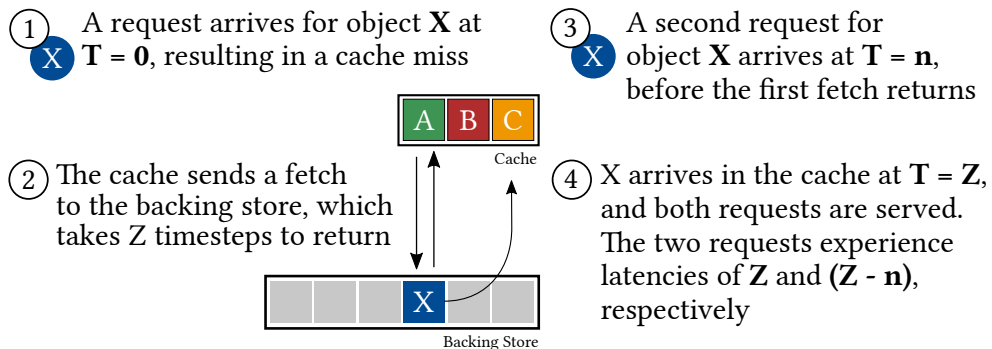 1
X
A request arrives for object X at
T = 0, resulting in a cache miss
2
The cache sends a fetch
to the backing store, which
takes Z timesteps to return
A B C
Cache
X
Backing Store
3
X
A second request for
object X arrives at T = n,
before the first fetch returns
4
X arrives in the cache at T = Z,
and both requests are served.
The two requests experience
latencies of Z and (Z - n),
respectively